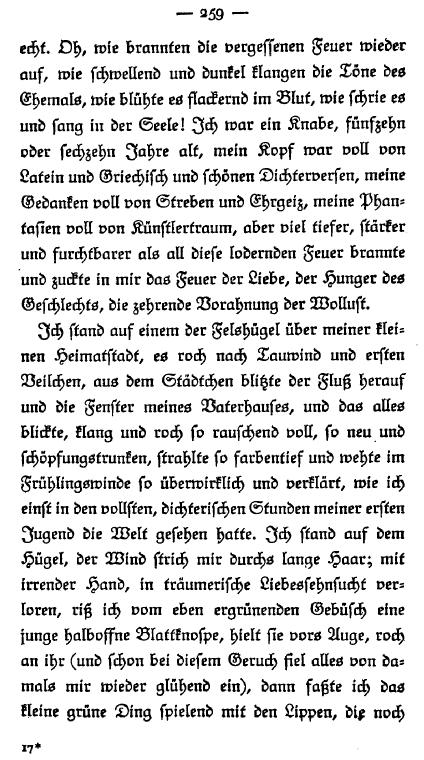 — 259 —
echt. Oh, wie brannten die vergessenen Feuer wieder
auf, wie schwellend und dunkel klangen die Töne des
Ehemals, wie blühte es flackernd im Blut, wie schrie es
und sang in der Seele! Ich war ein Knabe, fünfzehn
oder sechzehn Jahre alt, mein Kopf war voll von
Latein und Griechisch und schönen Dichterversen, meine
Gedanken voll von Streben und Ehrgeiz, meine Phan-
tasien voll von Künstlertraum, aber viel tiefer, stärker
und furchtbarer als all diese lodernden Feuer brannte
und zuckte in mir das Feuer der Liebe, der Hunger des
Geschlechts, die zehrende Vorahnung der Wollust.
Ich stand auf einem der Felshügel über meiner klei-
nen Heimatstadt, es roch nach Tauwind und ersten
Veilchen, aus dem Städtchen blitzte der Fluß herauf
und die Fenster meines Vaterhauses, und das alles
blickte, klang und roch so rauschend voll, so neu und
schöpfungstrunken, strahlte so farbentief und wehte im
Frühlingswinde so überwirklich und verklärt, wie ich
einst in den vollsten, dichterischen Stunden meiner ersten
Jugend die Welt gesehen hatte. Ich stand auf dem
Hügel, der Wind strich mir durchs lange Haar; mit
irrender Hand, in träumerische Liebessehnsucht ver-
loren, riß ich vom eben ergrünenden Gebüsch eine
junge halboffne Blattknospe, hielt sie vors Auge, roch
an ihr (und schon bei diesem Geruch fiel alles von da-
mals mir wieder glühend ein), dann faßte ich das
kleine grüne Ding spielend mit den Lippen, die noch
17*